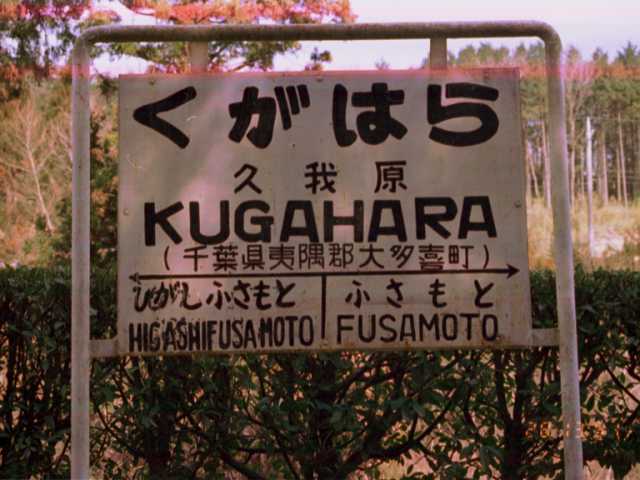 くがはら
久我原
KUGAHARA
(千葉県夷隅郡大多喜町)
ひがしふさもと ふさもと
HIGASHIFUSAMOTO FUSAMOTO